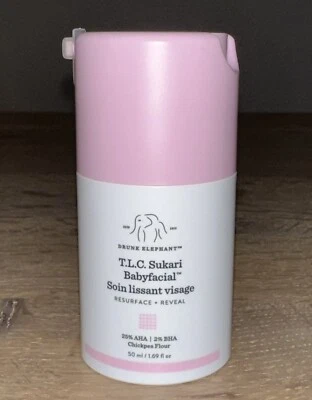 DRUNK ELEPHANT™
T.L.C. Sukari
Babyfacial™
Soin lissant visage
RESURFACE + REVEAL
25% AHA | 2% BHA
Chickpea Flour
50 ml / 1.69 fl oz